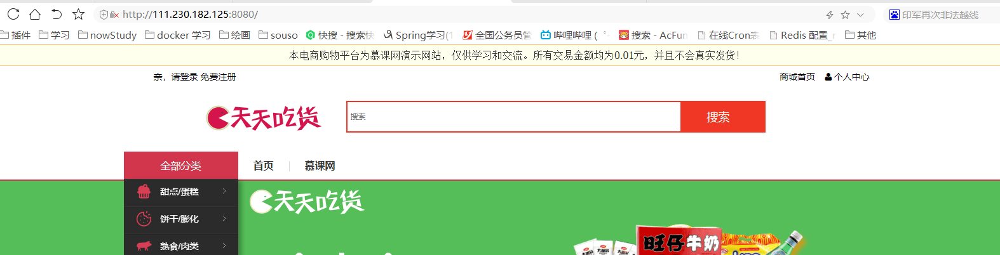 http://111.230.182.125:8080/ 印军再次非法越线
插件 学习 nowStudy docker 学习 绘画 souso 快搜 - 搜索快 Spring学习(1 全国公务员管 哔哩哔哩 ( 搜索 - AcFun 在线Cron表 Redis 配置_r 其他
本电商购物平台为慕课网演示网站，仅供学习和交流。所有交易金额均为0.01元，并且不会真实发货！
亲，请登录 免费注册 商城首页 个人中心
天天吃货 搜索 搜索
全部分类 首页 慕课网
甜点/蛋糕
天天吃货
饼干/膨化
旺仔牛奶
熟食/肉类